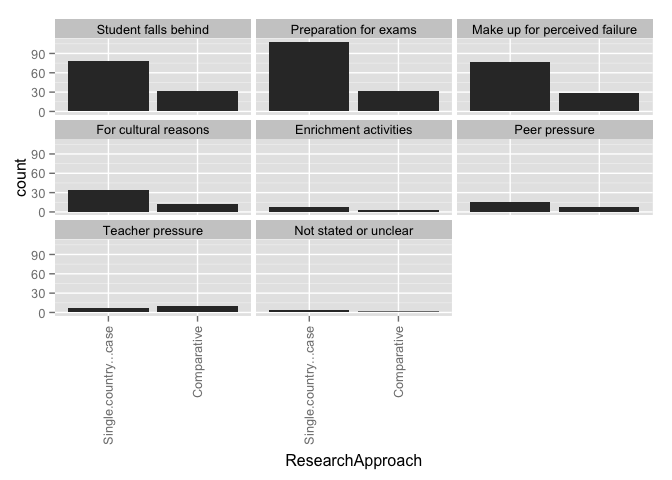 Student falls behind
Preparation for exams
Make up for perceived failure
90
60
30
0
For cultural reasons
Enrichment activities
Peer pressure
90
60
30
0
count
Teacher pressure
Not stated or unclear
90
60
30
0
Single.country...case
Comparative
Single.country...case
Comparative
ResearchApproach